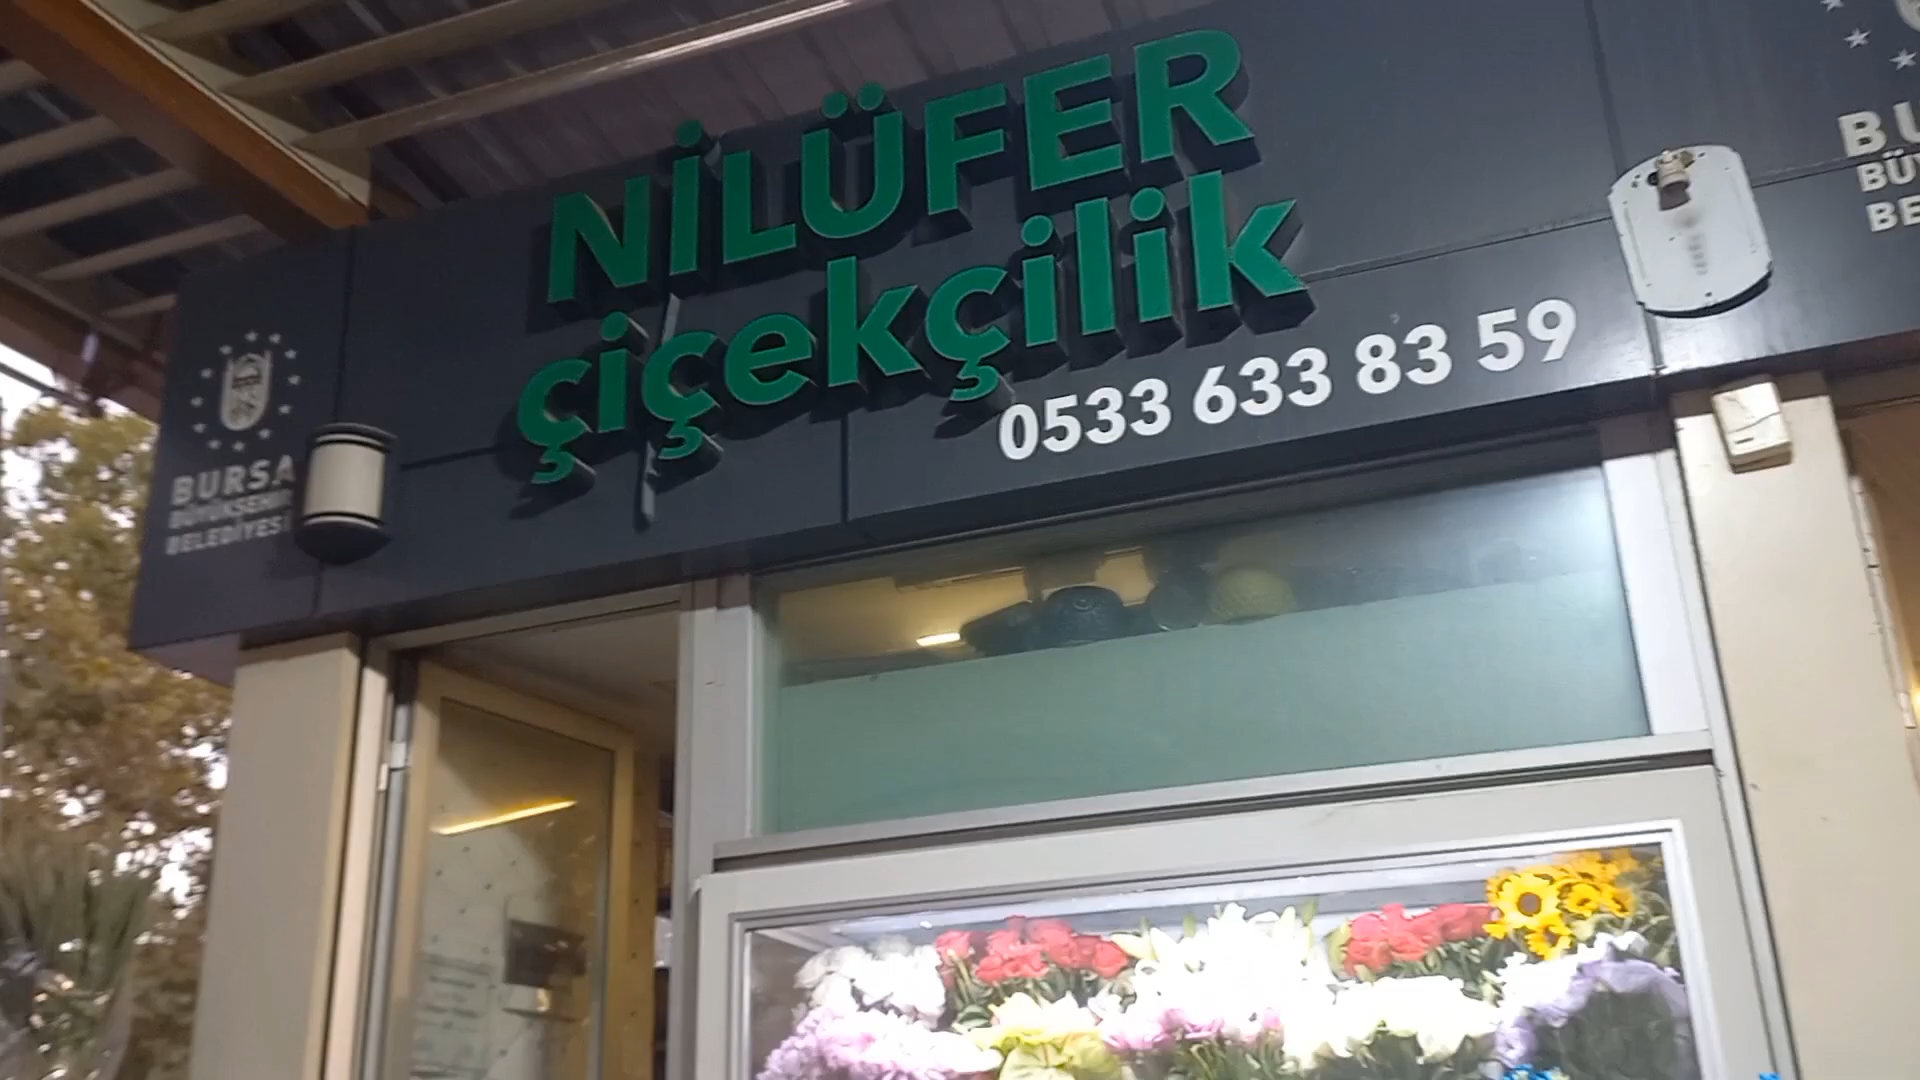 NİLÜFER
çiçekçilik
0533 633 83 59
BURSA
BÜYÜKŞEHİR
BELEDİYESİ
BU
BÜY
BE